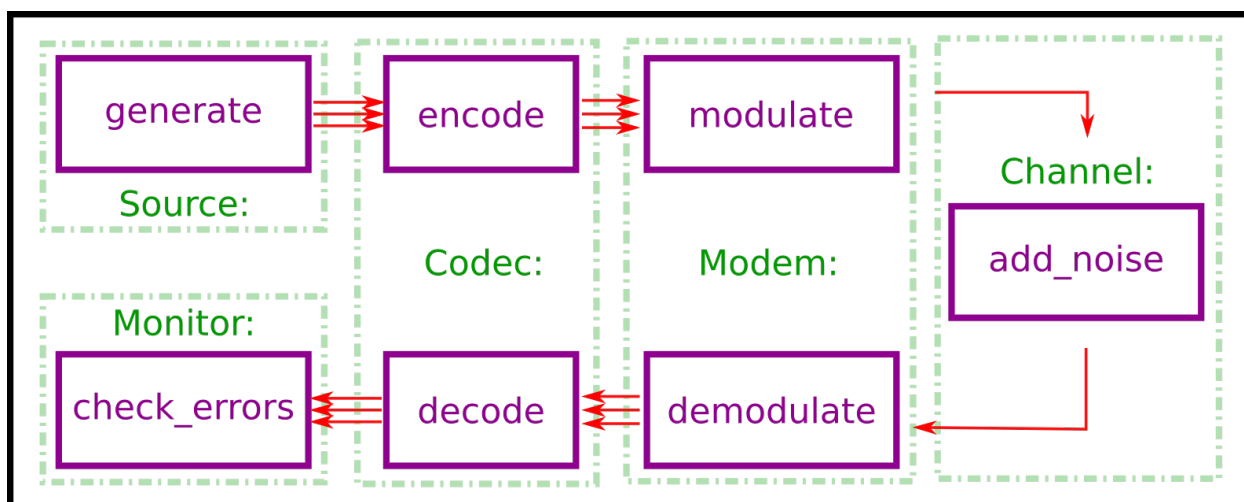 generate
encode
modulate
Source:
Channel:
Codec:
Modem:
add_noise
Monitor:
check_errors
decode
demodulate